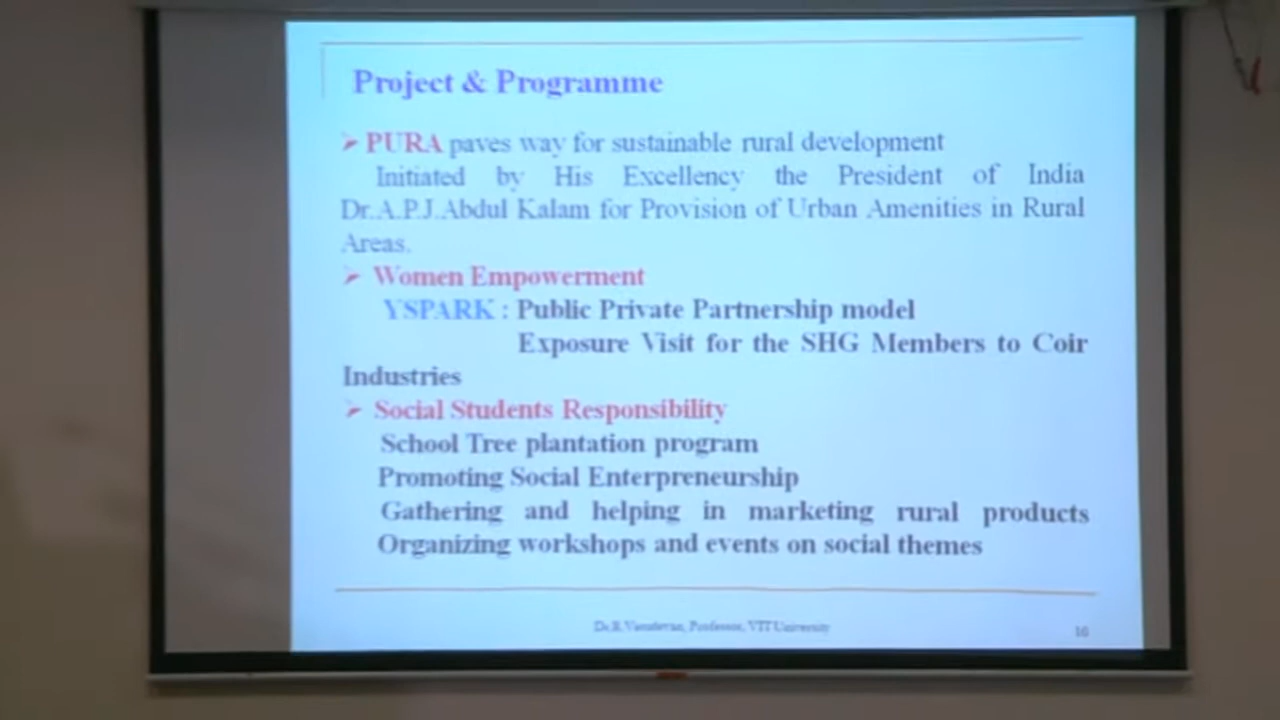 Project & Programme
➢ PURA paves way for sustainable rural development
Initiated by His Excellency the President of India
Dr.A.P.J.Abdul Kalam for Provision of Urban Amenities in Rural
Areas.
➢ Women Empowerment
YSPARK : Public Private Partnership model
Exposure Visit for the SHG Members to Coir
Industries
➢ Social Students Responsibility
School Tree plantation program
Promoting Social Enterpreneurship
Gathering and helping in marketing rural products
Organizing workshops and events on social themes
Professor, VIT University
16